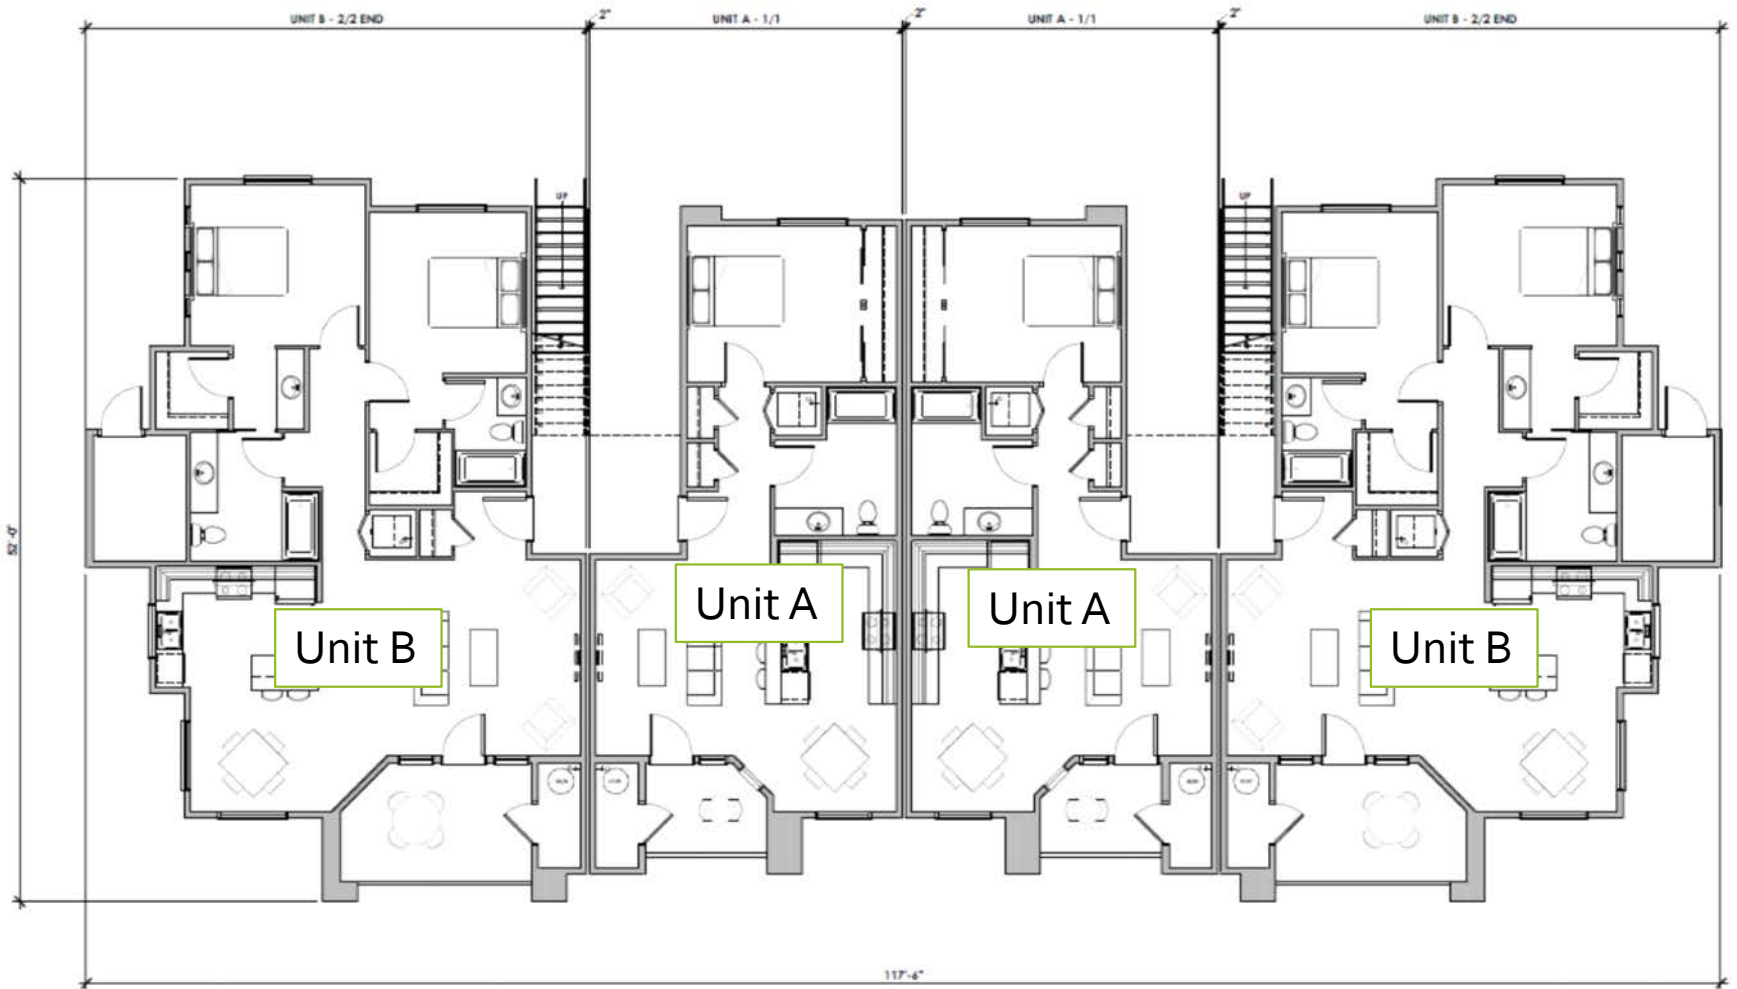 UNIT B - 2/2 END
2"
UNIT A - 1/1
2"
UNIT A - 1/1
2"
UNIT B - 2/2 END
UP
UP
52'-0"
Unit B
Unit A
Unit A
Unit B
117'-6"